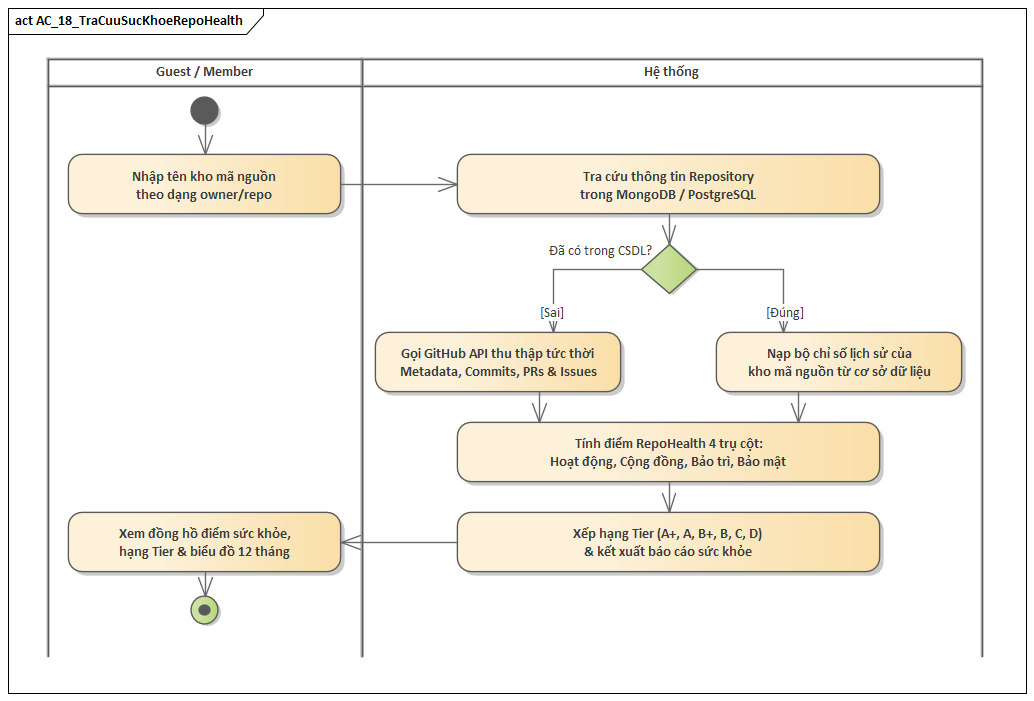 act AC_18_TraCuuSucKhoeRepoHealth
Guest / Member
Hệ thống
Nhập tên kho mã nguồn
theo dạng owner/repo
Tra cứu thông tin Repository
trong MongoDB / PostgreSQL
Đã có trong CSDL?
[Sai]
[Đúng]
Gọi GitHub API thu thập tức thời
Metadata, Commits, PRs & Issues
Nạp bộ chỉ số lịch sử của
kho mã nguồn từ cơ sở dữ liệu
Tính điểm RepoHealth 4 trụ cột:
Hoạt động, Cộng đồng, Bảo trì, Bảo mật
Xem đồng hồ điểm sức khỏe,
hạng Tier & biểu đồ 12 tháng
Xếp hạng Tier (A+, A, B+, B, C, D)
& kết xuất báo cáo sức khỏe